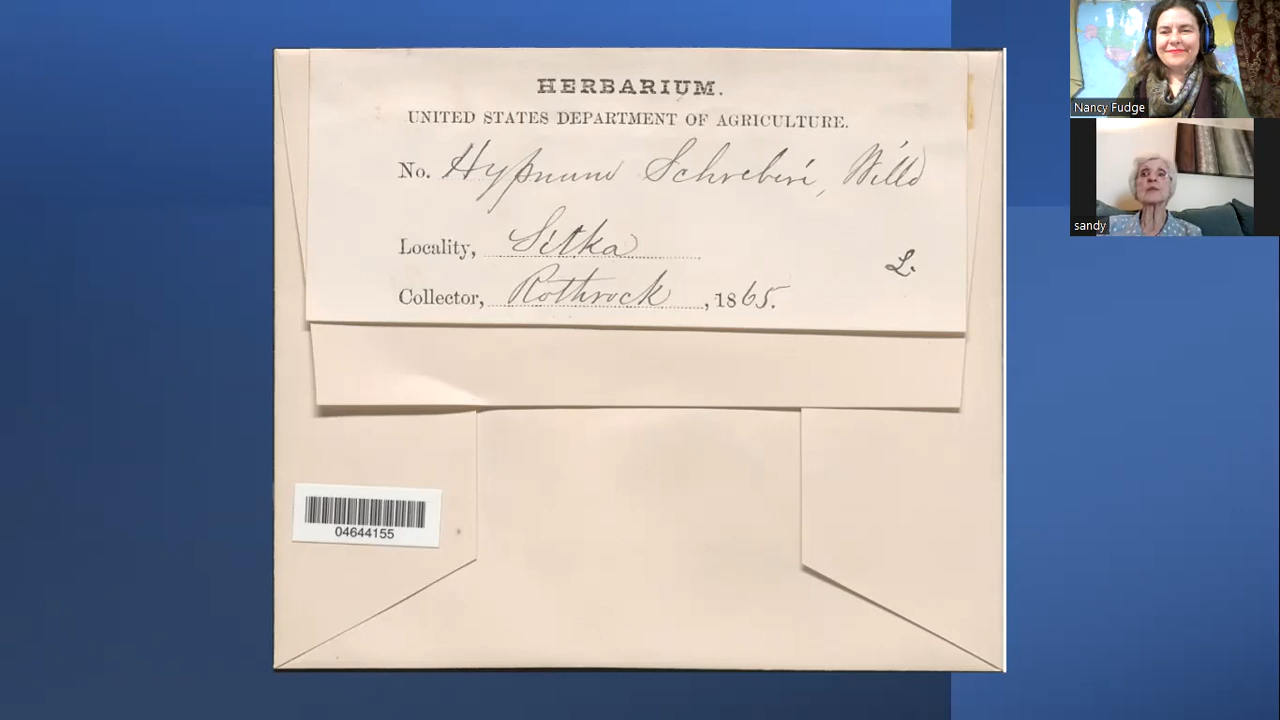 HERBARIUM.
UNITED STATES DEPARTMENT OF AGRICULTURE.
No. Hypnum Schreberi, Willd
Locality, Sitka
L.
Collector, Rothrock, 1865.
04644155
Nancy Fudge
sandy